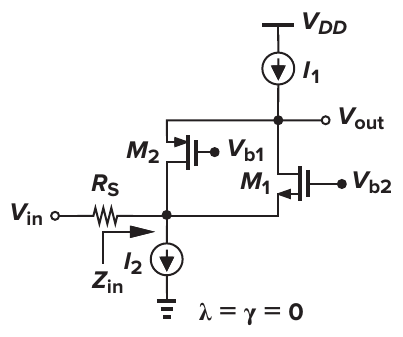 V_DD
I_1
V_out
M_2
V_b1
M_1
V_b2
R_S
V_in
I_2
Z_in
λ = γ = 0